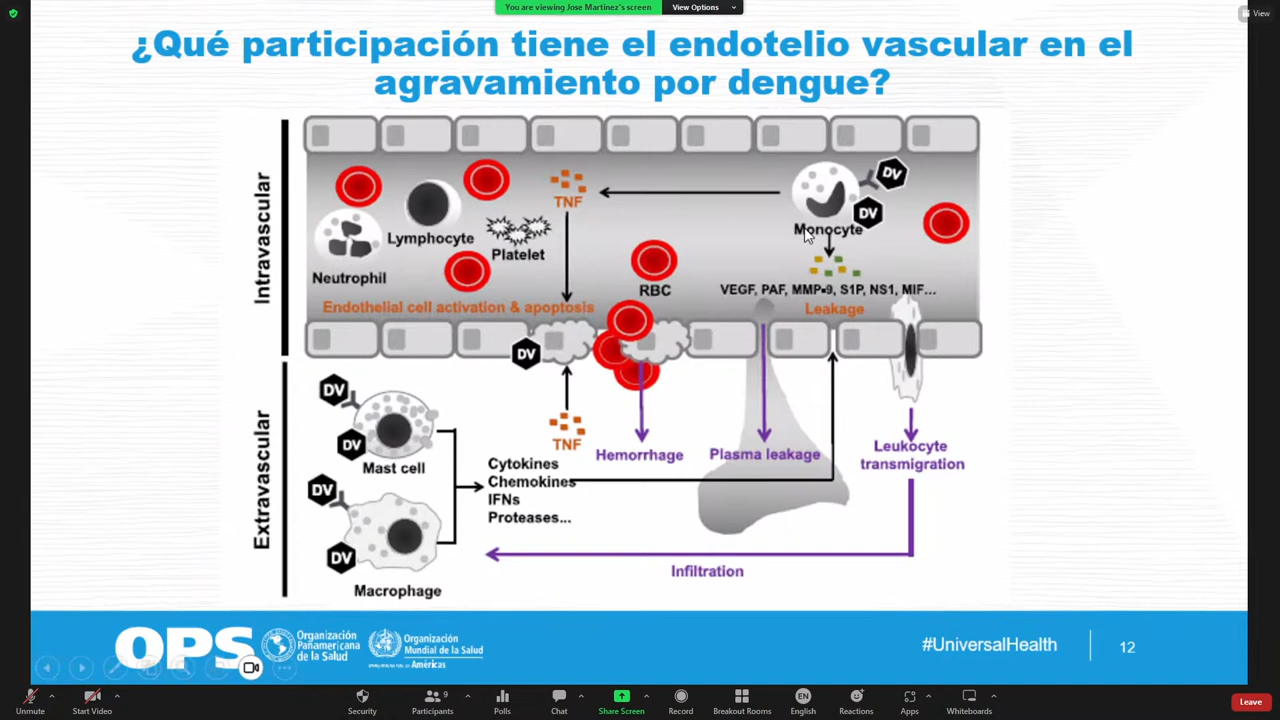 You are viewing Jose Martinez's screen
View Options
View
¿Qué participación tiene el endotelio vascular en el
agravamiento por dengue?
Intravascular
Neutrophil
Lymphocyte
Platelet
TNF
RBC
Monocyte
DV
DV
VEGF, PAF, MMP-9, S1P, NS1, MIF...
Endothelial cell activation & apoptosis
Leakage
DV
Extravascular
DV
DV
Mast cell
DV
DV
Macrophage
TNF
Cytokines
Chemokines
IFNs
Proteases...
Hemorrhage
Plasma leakage
Leukocyte
transmigration
Infiltration
OPS
Organización
Panamericana
de la Salud
Organización
Mundial de la Salud
Américas
#UniversalHealth
12
Unmute
Start Video
Security
Participants
9
Polls
Chat
Share Screen
Record
Breakout Rooms
EN
English
Reactions
Apps
Whiteboards
Leave